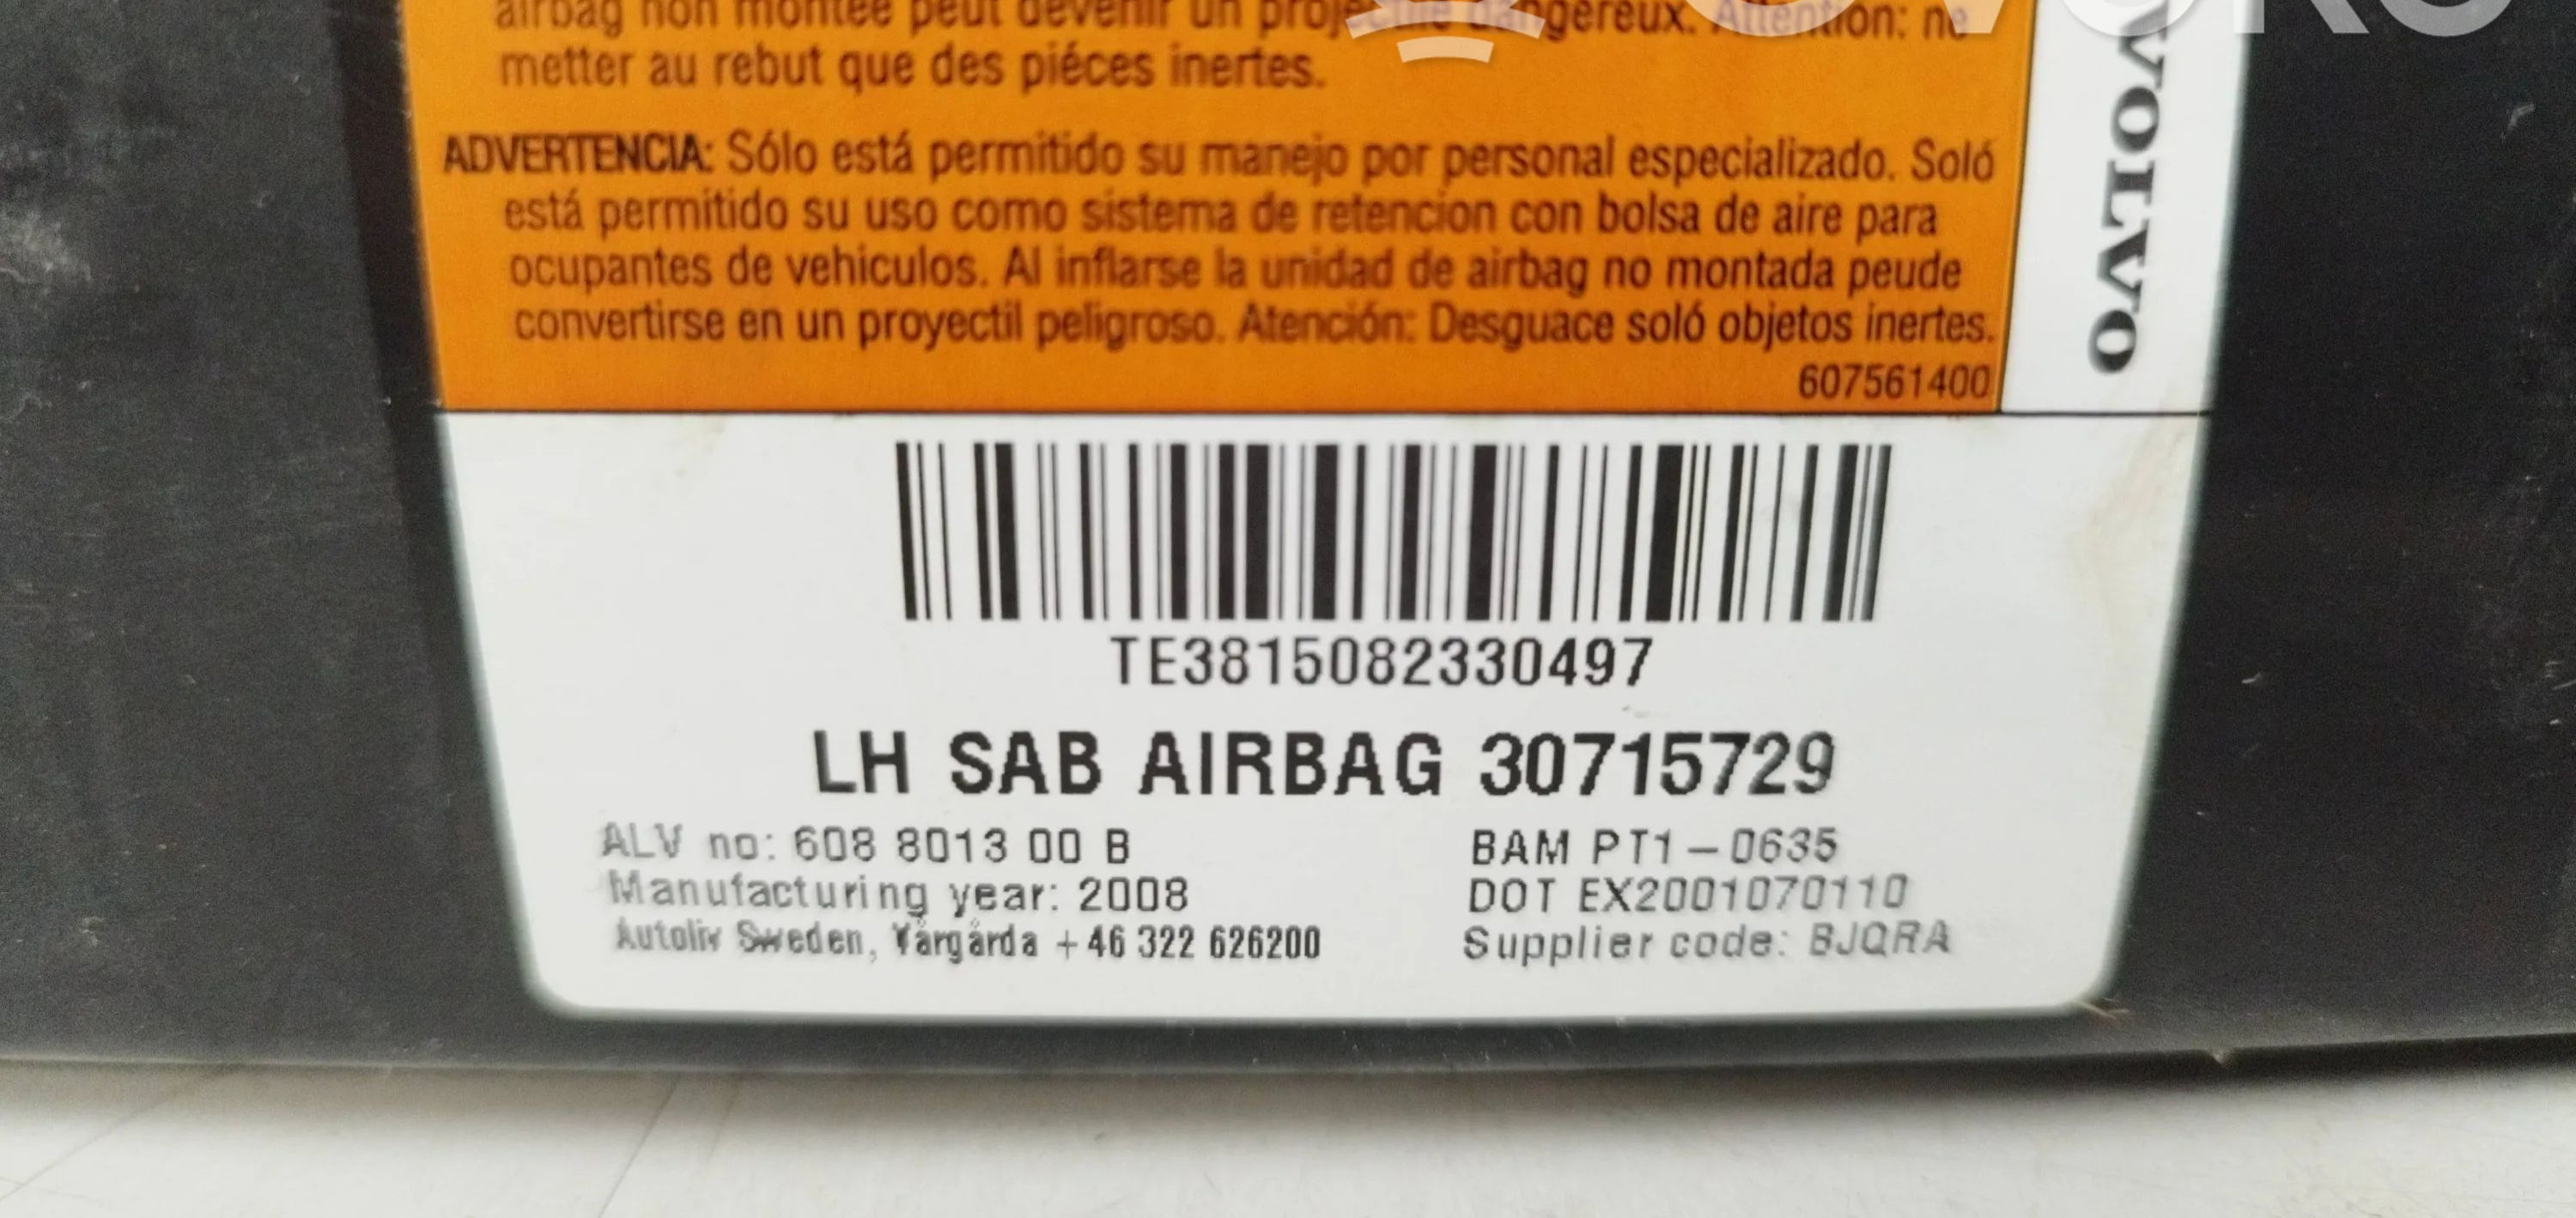 airbag non montée peut devenir un projectile dangereux. Attention: ne
metter au rebut que des piéces inertes.
ADVERTENCIA: Sólo está permitido su manejo por personal especializado. Soló
está permitido su uso como sistema de retencion con bolsa de aire para
ocupantes de vehiculos. Al inflarse la unidad de airbag no montada peude
convertirse en un proyectil peligroso. Atención: Desguace soló objetos inertes.
607561400
VOLVO
TE3815082330497
LH SAB AIRBAG 30715729
ALV no: 608 8013 00 B
Manufacturing year: 2008
Autoliv Sweden, Vårgårda +46 322 626200
BAM PT1-0635
DOT EX2001070110
Supplier code: BJQRA